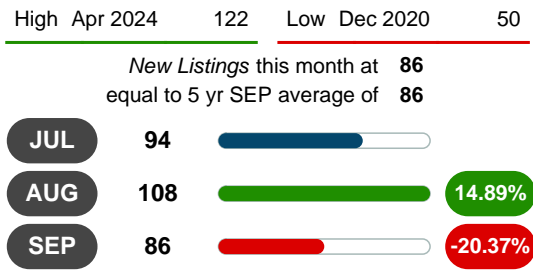 High Apr 2024 122 Low Dec 2020 50
New Listings this month at 86
equal to 5 yr SEP average of 86
JUL 94
AUG 108 14.89%
SEP 86 -20.37%